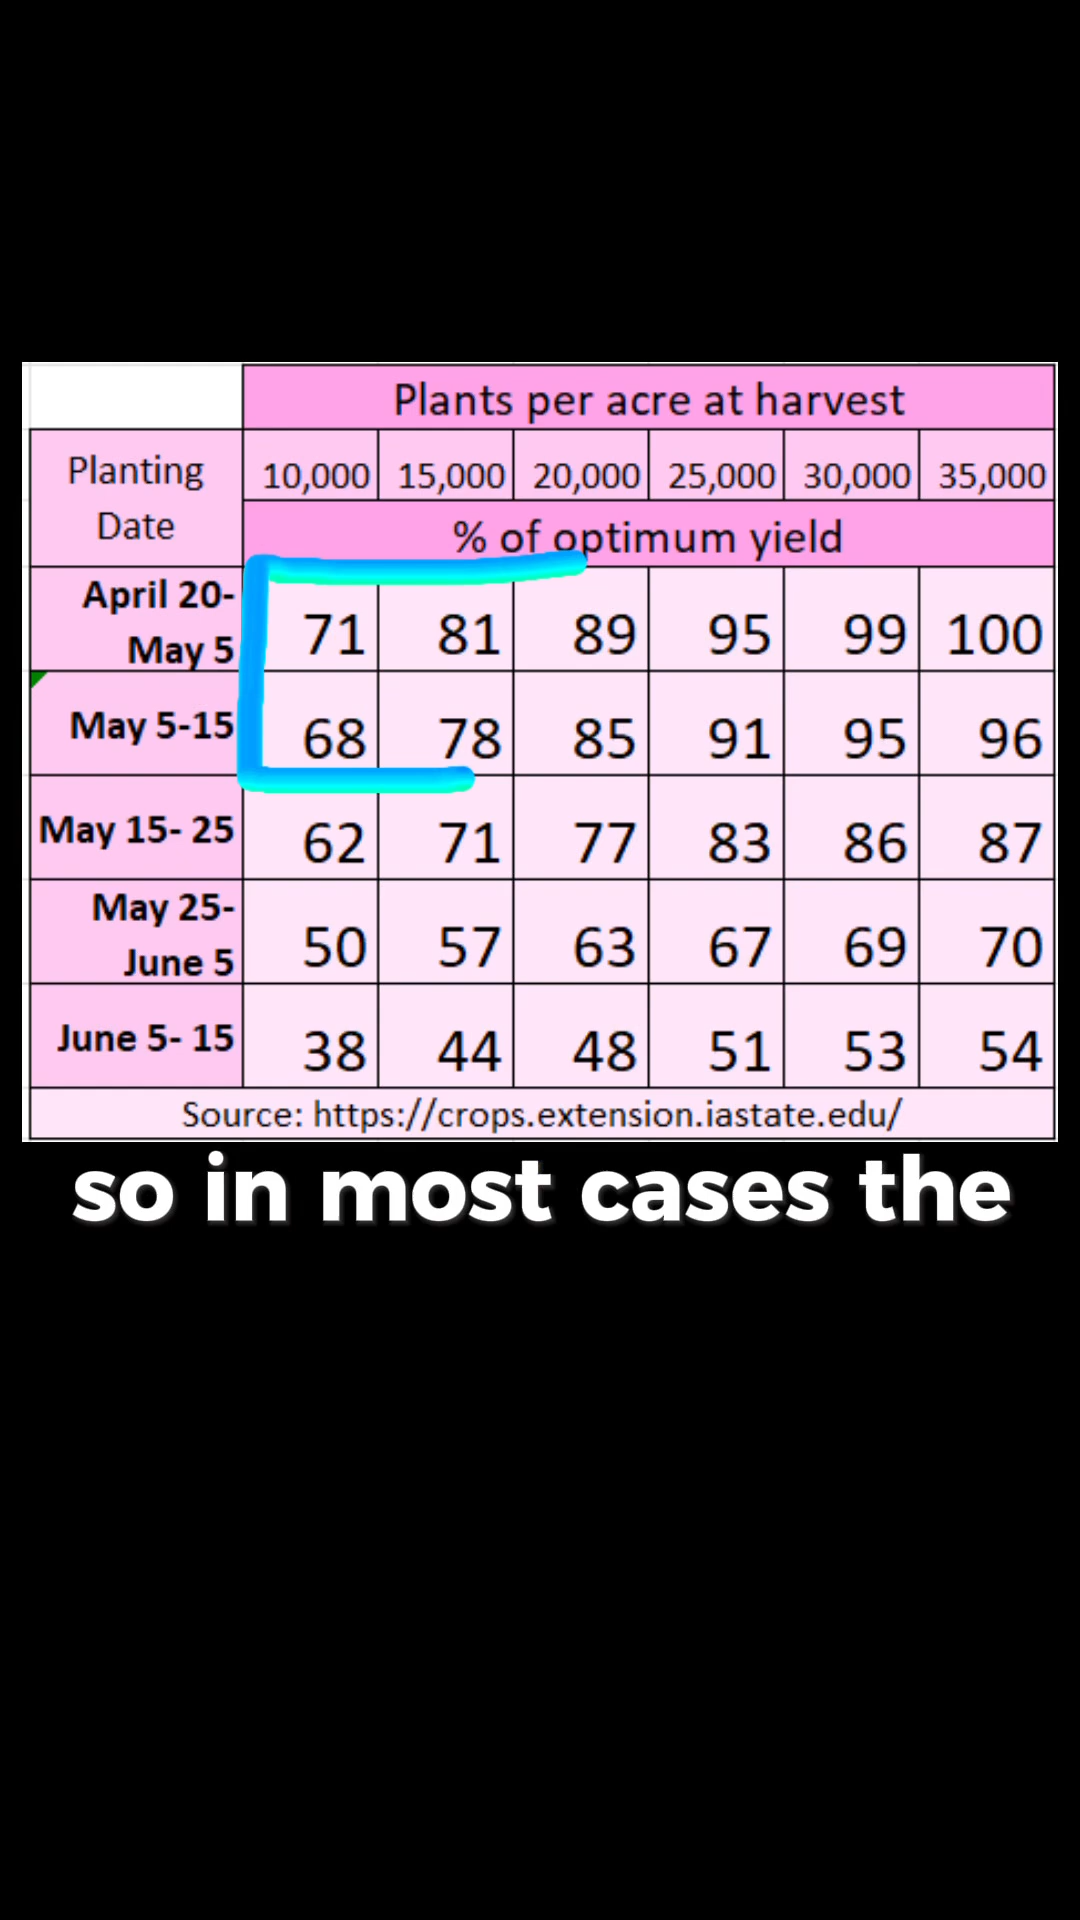 Plants per acre at harvest
Planting Date
10,000 15,000 20,000 25,000 30,000 35,000
% of optimum yield
April 20-May 5 71 81 89 95 99 100
May 5-15 68 78 85 91 95 96
May 15- 25 62 71 77 83 86 87
May 25-June 5 50 57 63 67 69 70
June 5- 15 38 44 48 51 53 54
Source: https://crops.extension.iastate.edu/
so in most cases the